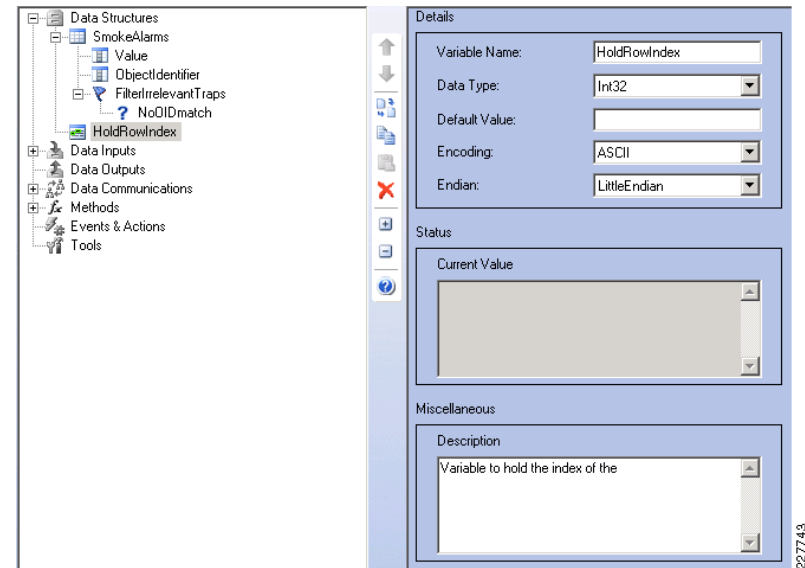 Data Structures
SmokeAlarms
Value
ObjectIdentifier
FilterIrrelevantTraps
NoOIDmatch
HoldRowIndex
Data Inputs
Data Outputs
Data Communications
Methods
Events & Actions
Tools
Details
Variable Name: HoldRowIndex
Data Type: Int32
Default Value:
Encoding: ASCII
Endian: LittleEndian
Status
Current Value
Miscellaneous
Description
Variable to hold the index of the
227743